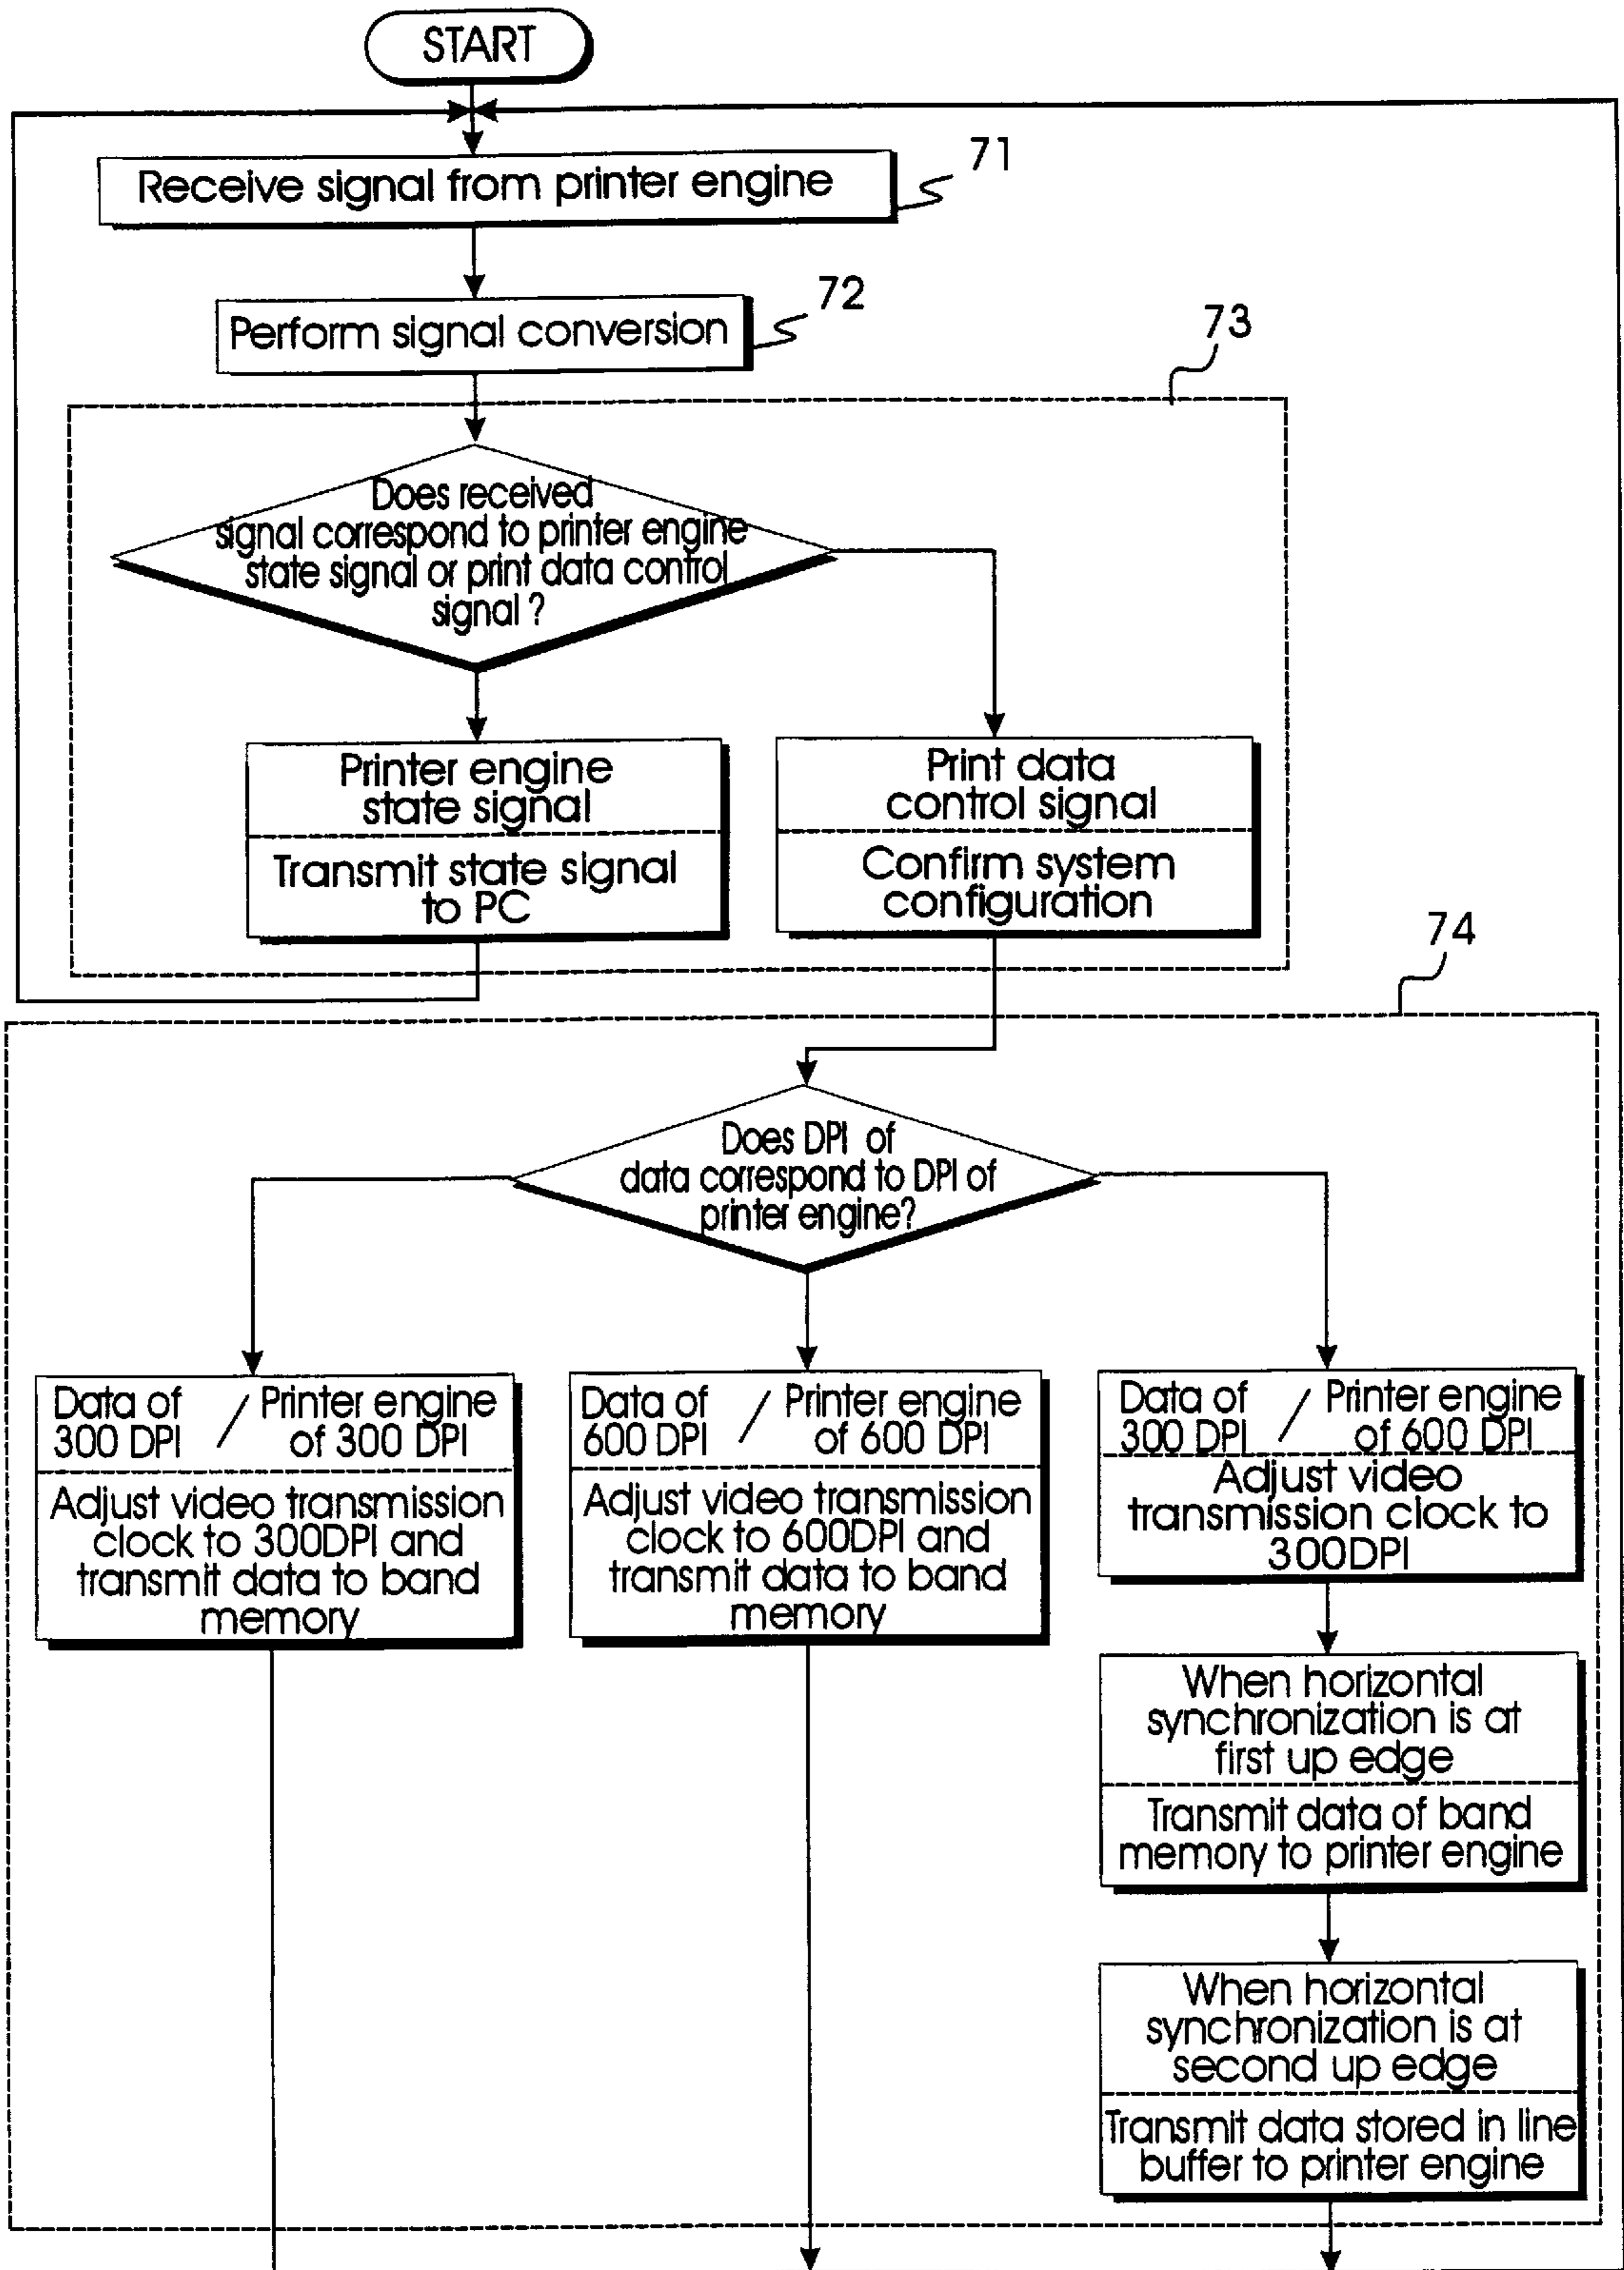 START
Receive signal from printer engine
71
Perform signal conversion
72
73
Does received
signal correspond to printer engine
state signal or print data control
signal ?
Printer engine
state signal
Transmit state signal
to PC
Print data
control signal
Confirm system
configuration
74
Does DPI of
data correspond to DPI of
printer engine?
Data of
300 DPI
/
Printer engine
of 300 DPI
Adjust video transmission
clock to 300DPI and
transmit data to band
memory
Data of
600 DPI
/
Printer engine
of 600 DPI
Adjust video transmission
clock to 600DPI and
transmit data to band
memory
Data of
300 DPI
/
Printer engine
of 600 DPI
Adjust video
transmission clock to
300DPI
When horizontal
synchronization is at
first up edge
Transmit data of band
memory to printer engine
When horizontal
synchronization is at
second up edge
Transmit data stored in line
buffer to printer engine